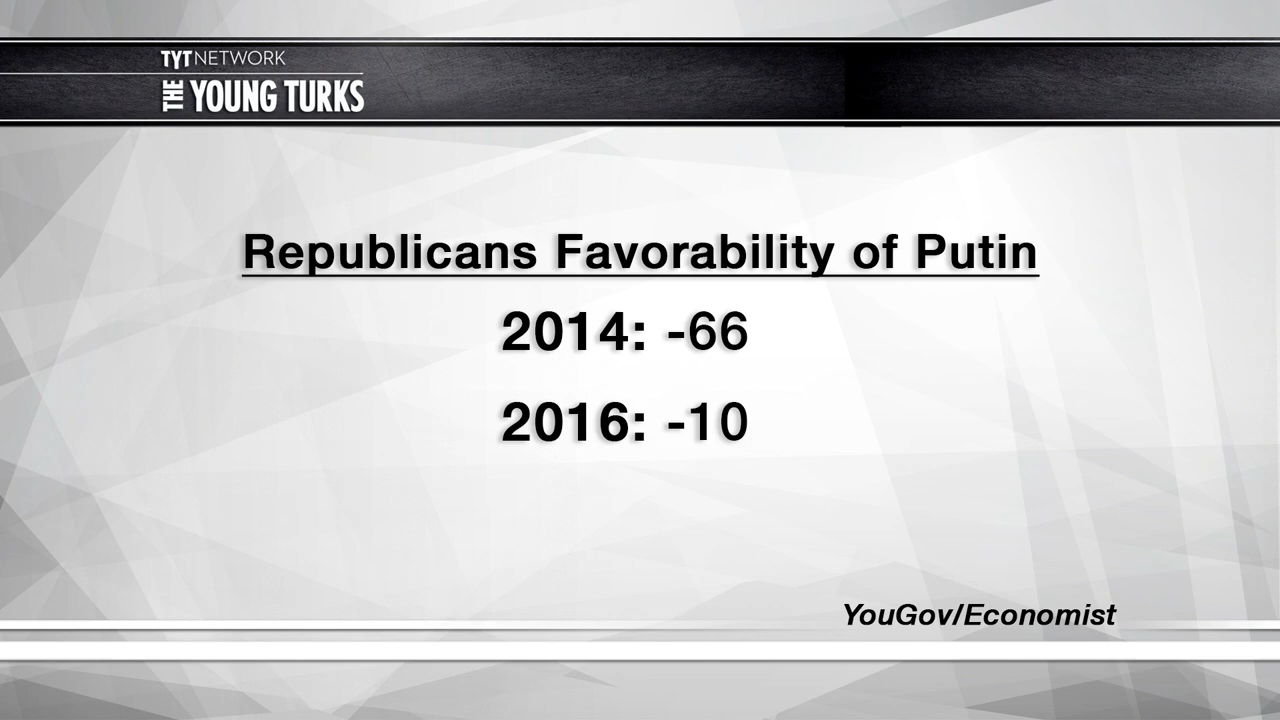 TYT NETWORK
THE YOUNG TURKS
Republicans Favorability of Putin
2014: -66
2016: -10
YouGov/Economist